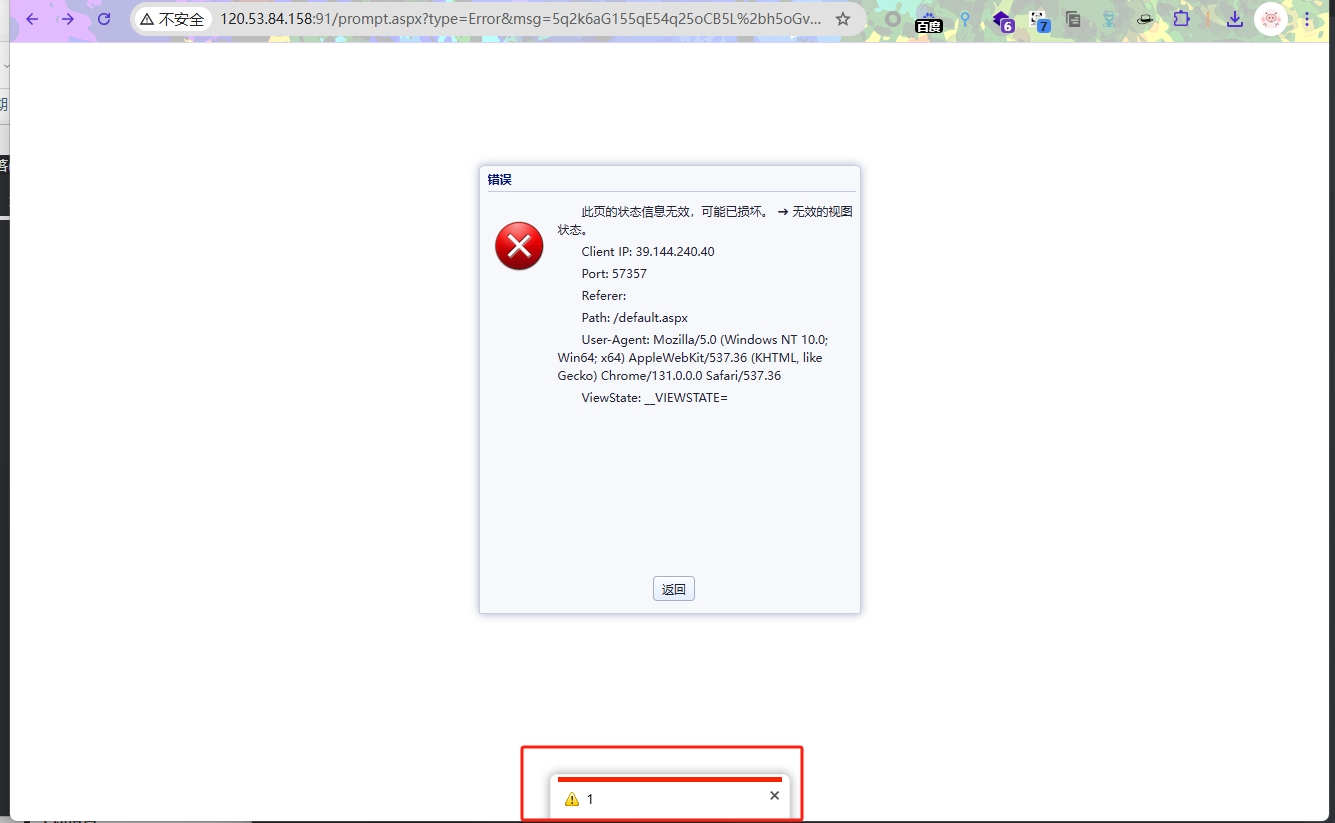 不安全
120.53.84.158:91/prompt.aspx?type=Error&msg=5q2k6aG155qE54q25oCB5L%2bh5oGv...
百度
6
7
错误
此页的状态信息无效，可能已损坏。 ➔ 无效的视图
状态。
Client IP: 39.144.240.40
Port: 57357
Referer:
Path: /default.aspx
User-Agent: Mozilla/5.0 (Windows NT 10.0;
Win64; x64) AppleWebKit/537.36 (KHTML, like
Gecko) Chrome/131.0.0.0 Safari/537.36
ViewState: __VIEWSTATE=
返回
1